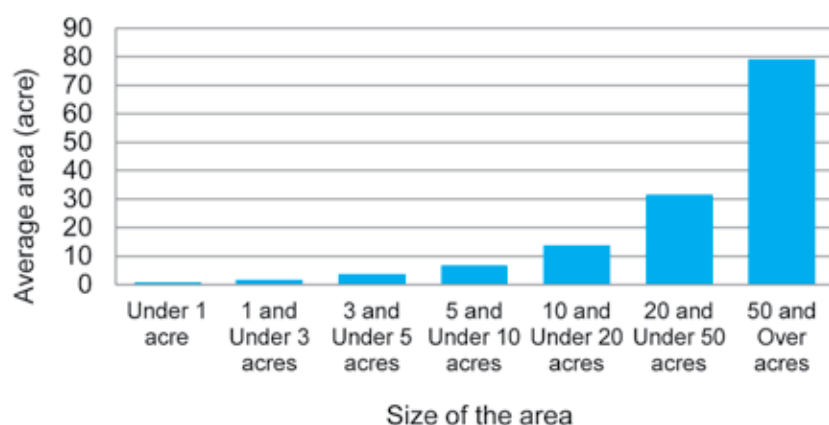 90
80
70
60
50
40
30
20
10
0
Average area (acre)
Under 1
acre
1 and
Under 3
acres
3 and
Under 5
acres
5 and
Under 10
acres
10 and
Under 20
acres
20 and
Under 50
acres
50 and
Over
acres
Size of the area